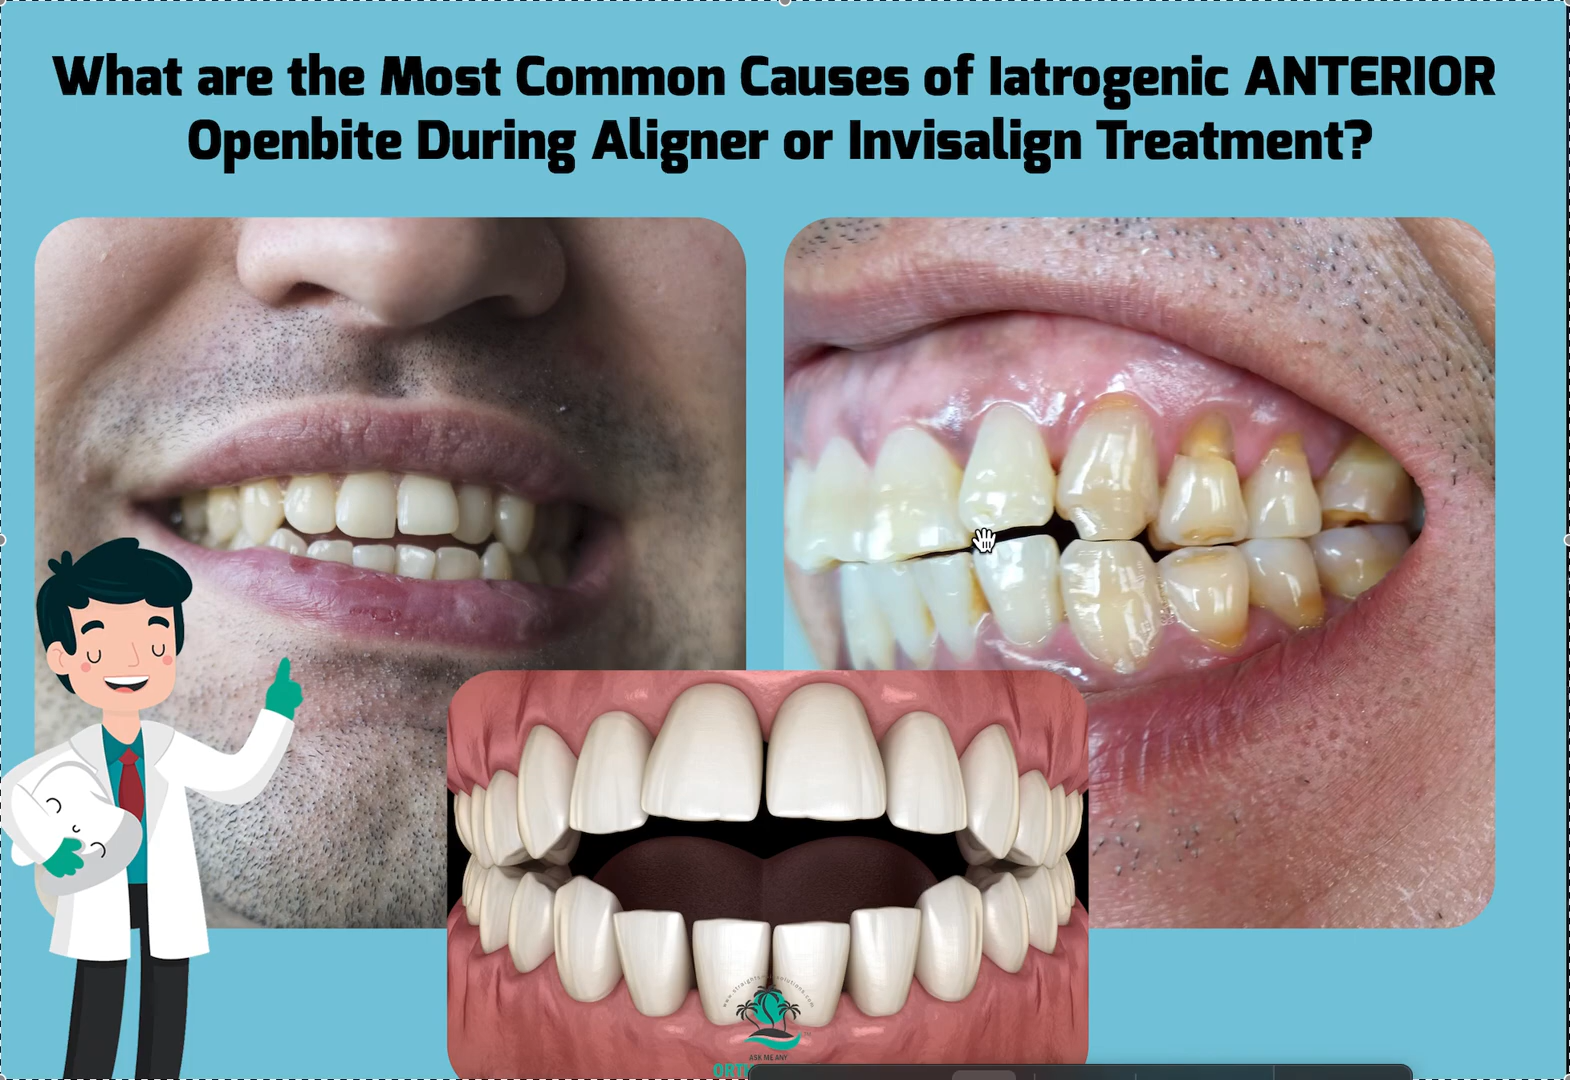 What are the Most Common Causes of Iatrogenic ANTERIOR
Openbite During Aligner or Invisalign Treatment?
ASK ME ANY